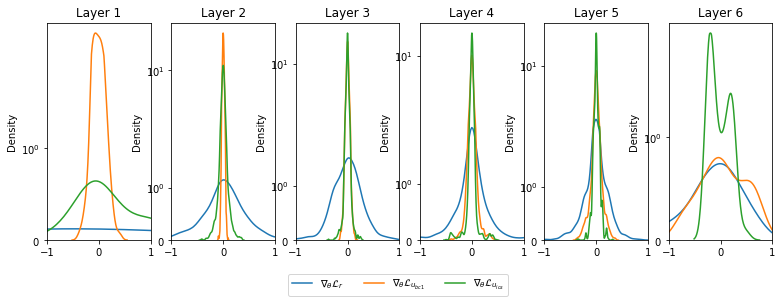 Layer 1 Layer 2 Layer 3 Layer 4 Layer 5 Layer 6
Density Density Density Density Density Density
10¹ 10¹ 10¹ 10¹
10⁰ 10⁰ 10⁰ 10⁰ 10⁰ 10⁰
0 0 0 0 0 0
−1 0 1 −1 0 1 −1 0 1 −1 0 1 −1 0 1 −1 0 1
∇θℒr ∇θℒu_bc1 ∇θℒu_ics